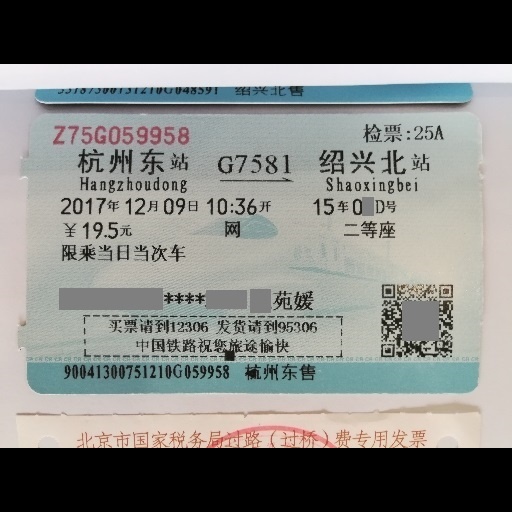 绍兴北售
Z75G059958 检票:25A
杭州东站 G7581 绍兴北站
Hangzhoudong Shaoxingbei
2017年12月09日 10:36开 15车0 D号
￥19.5元 网 二等座
限乘当日当次车
**** 苑媛
买票请到12306 发货请到95306
中国铁路祝您旅途愉快
90041300751210G059958 杭州东售
北京市国家税务局过路(过桥)费专用发票